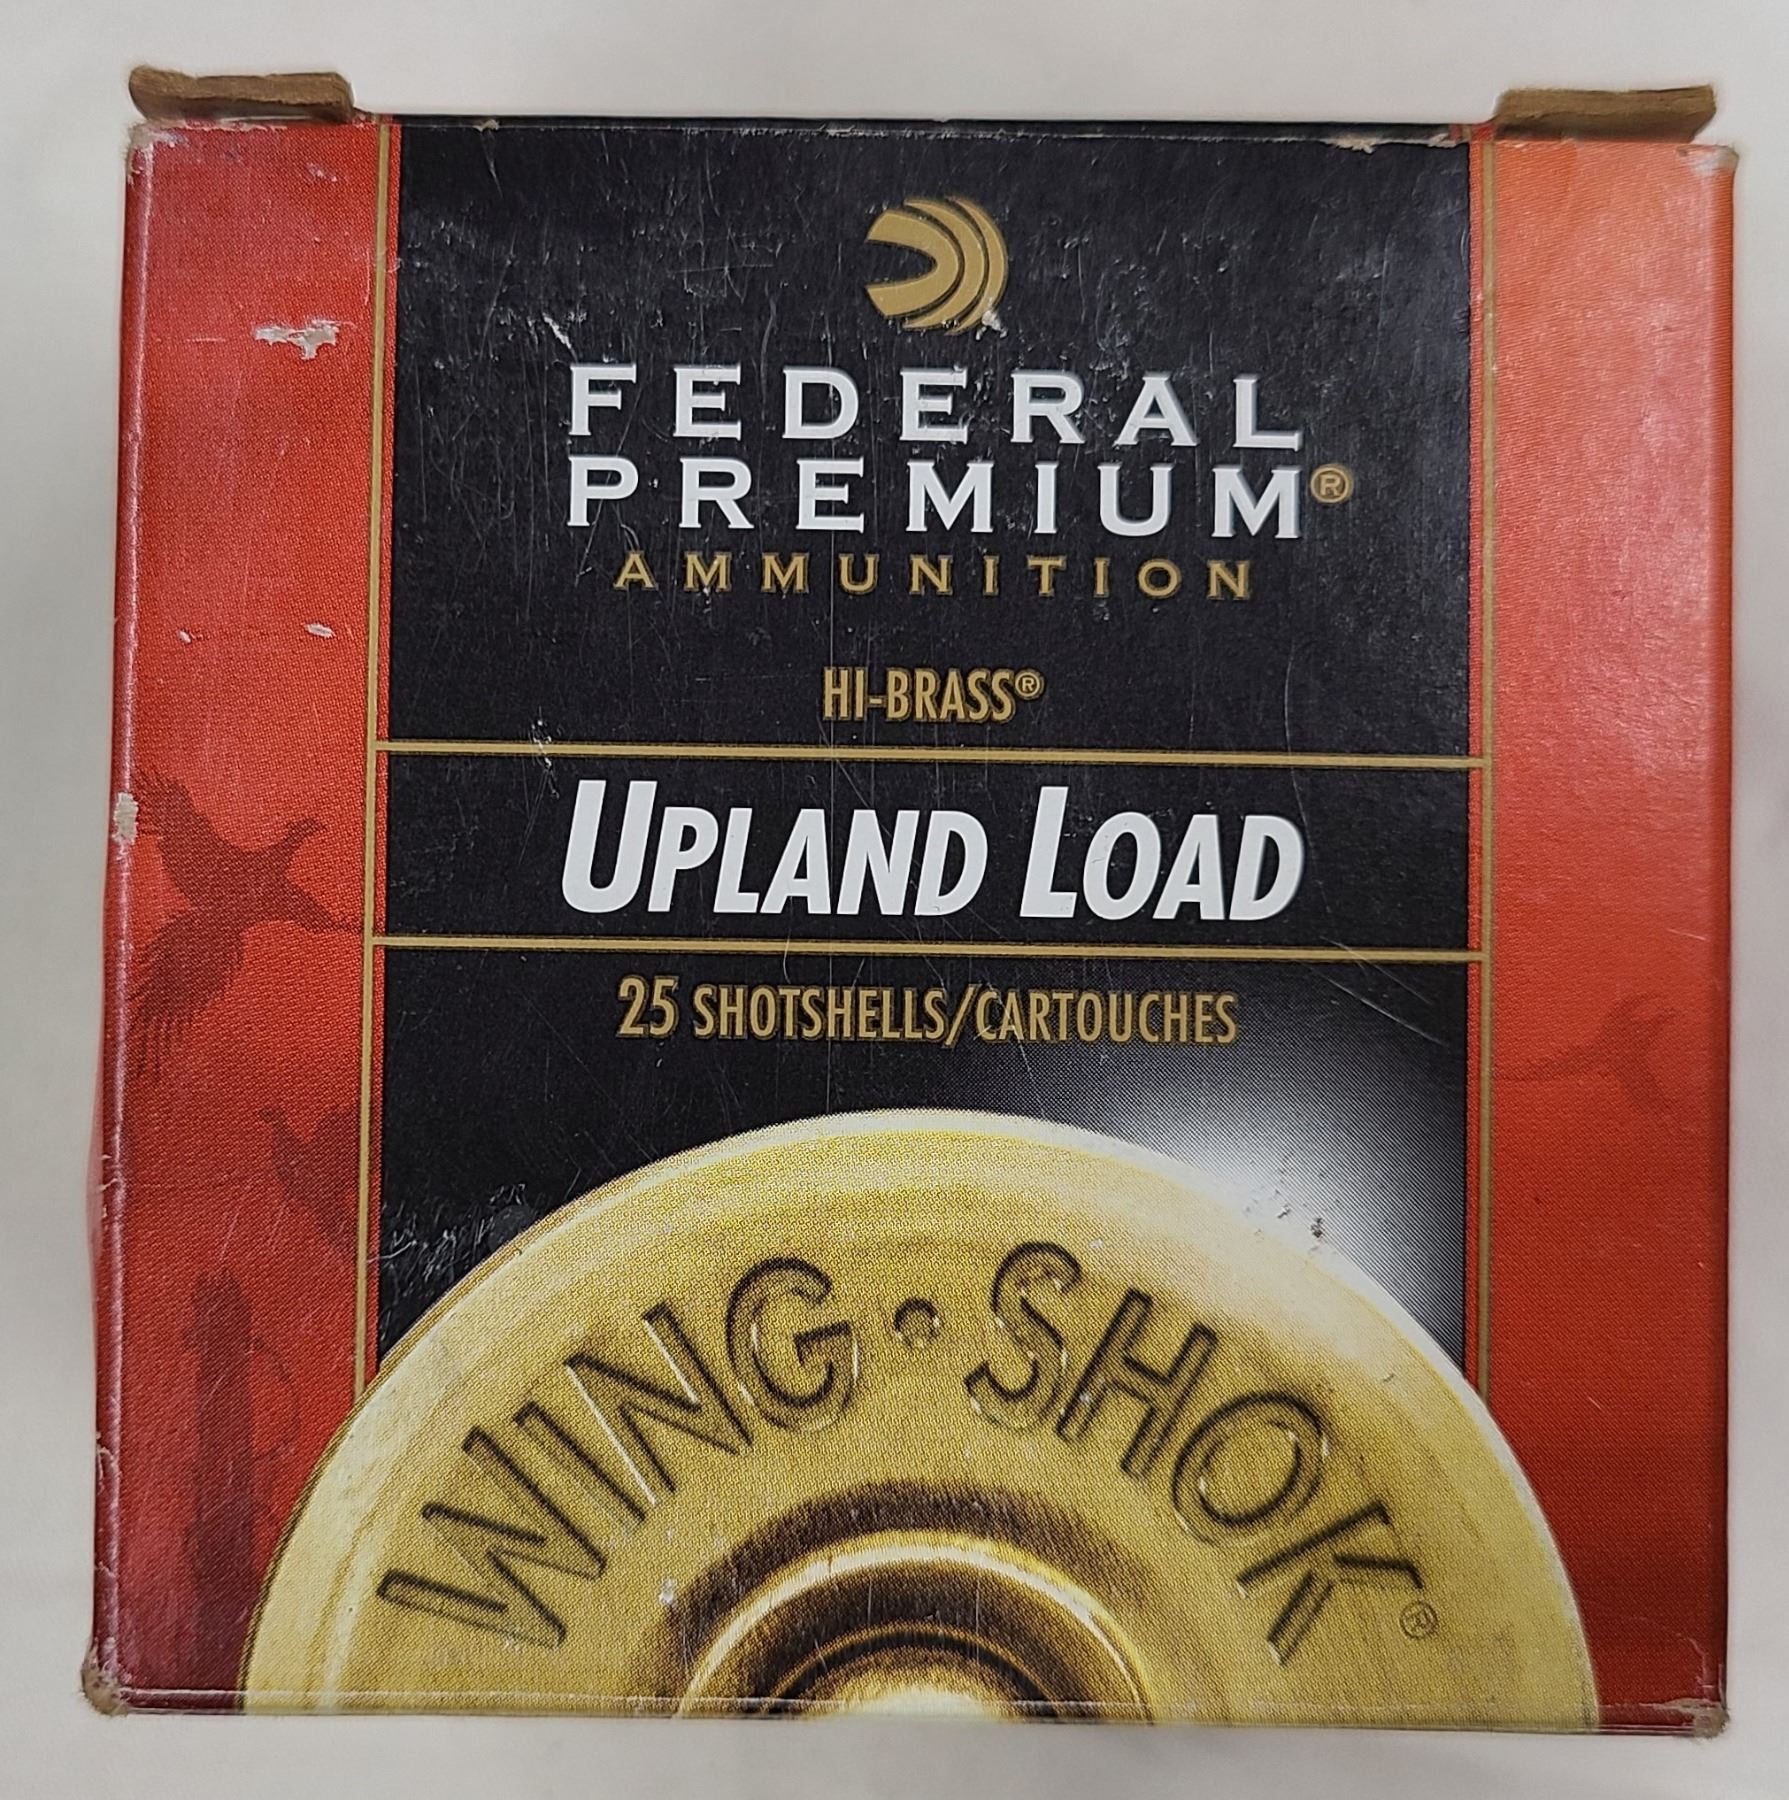 FEDERAL
PREMIUM®
AMMUNITION
HI-BRASS®
UPLAND LOAD
25 SHOTSHELLS/CARTOUCHES
WING·SHOK®